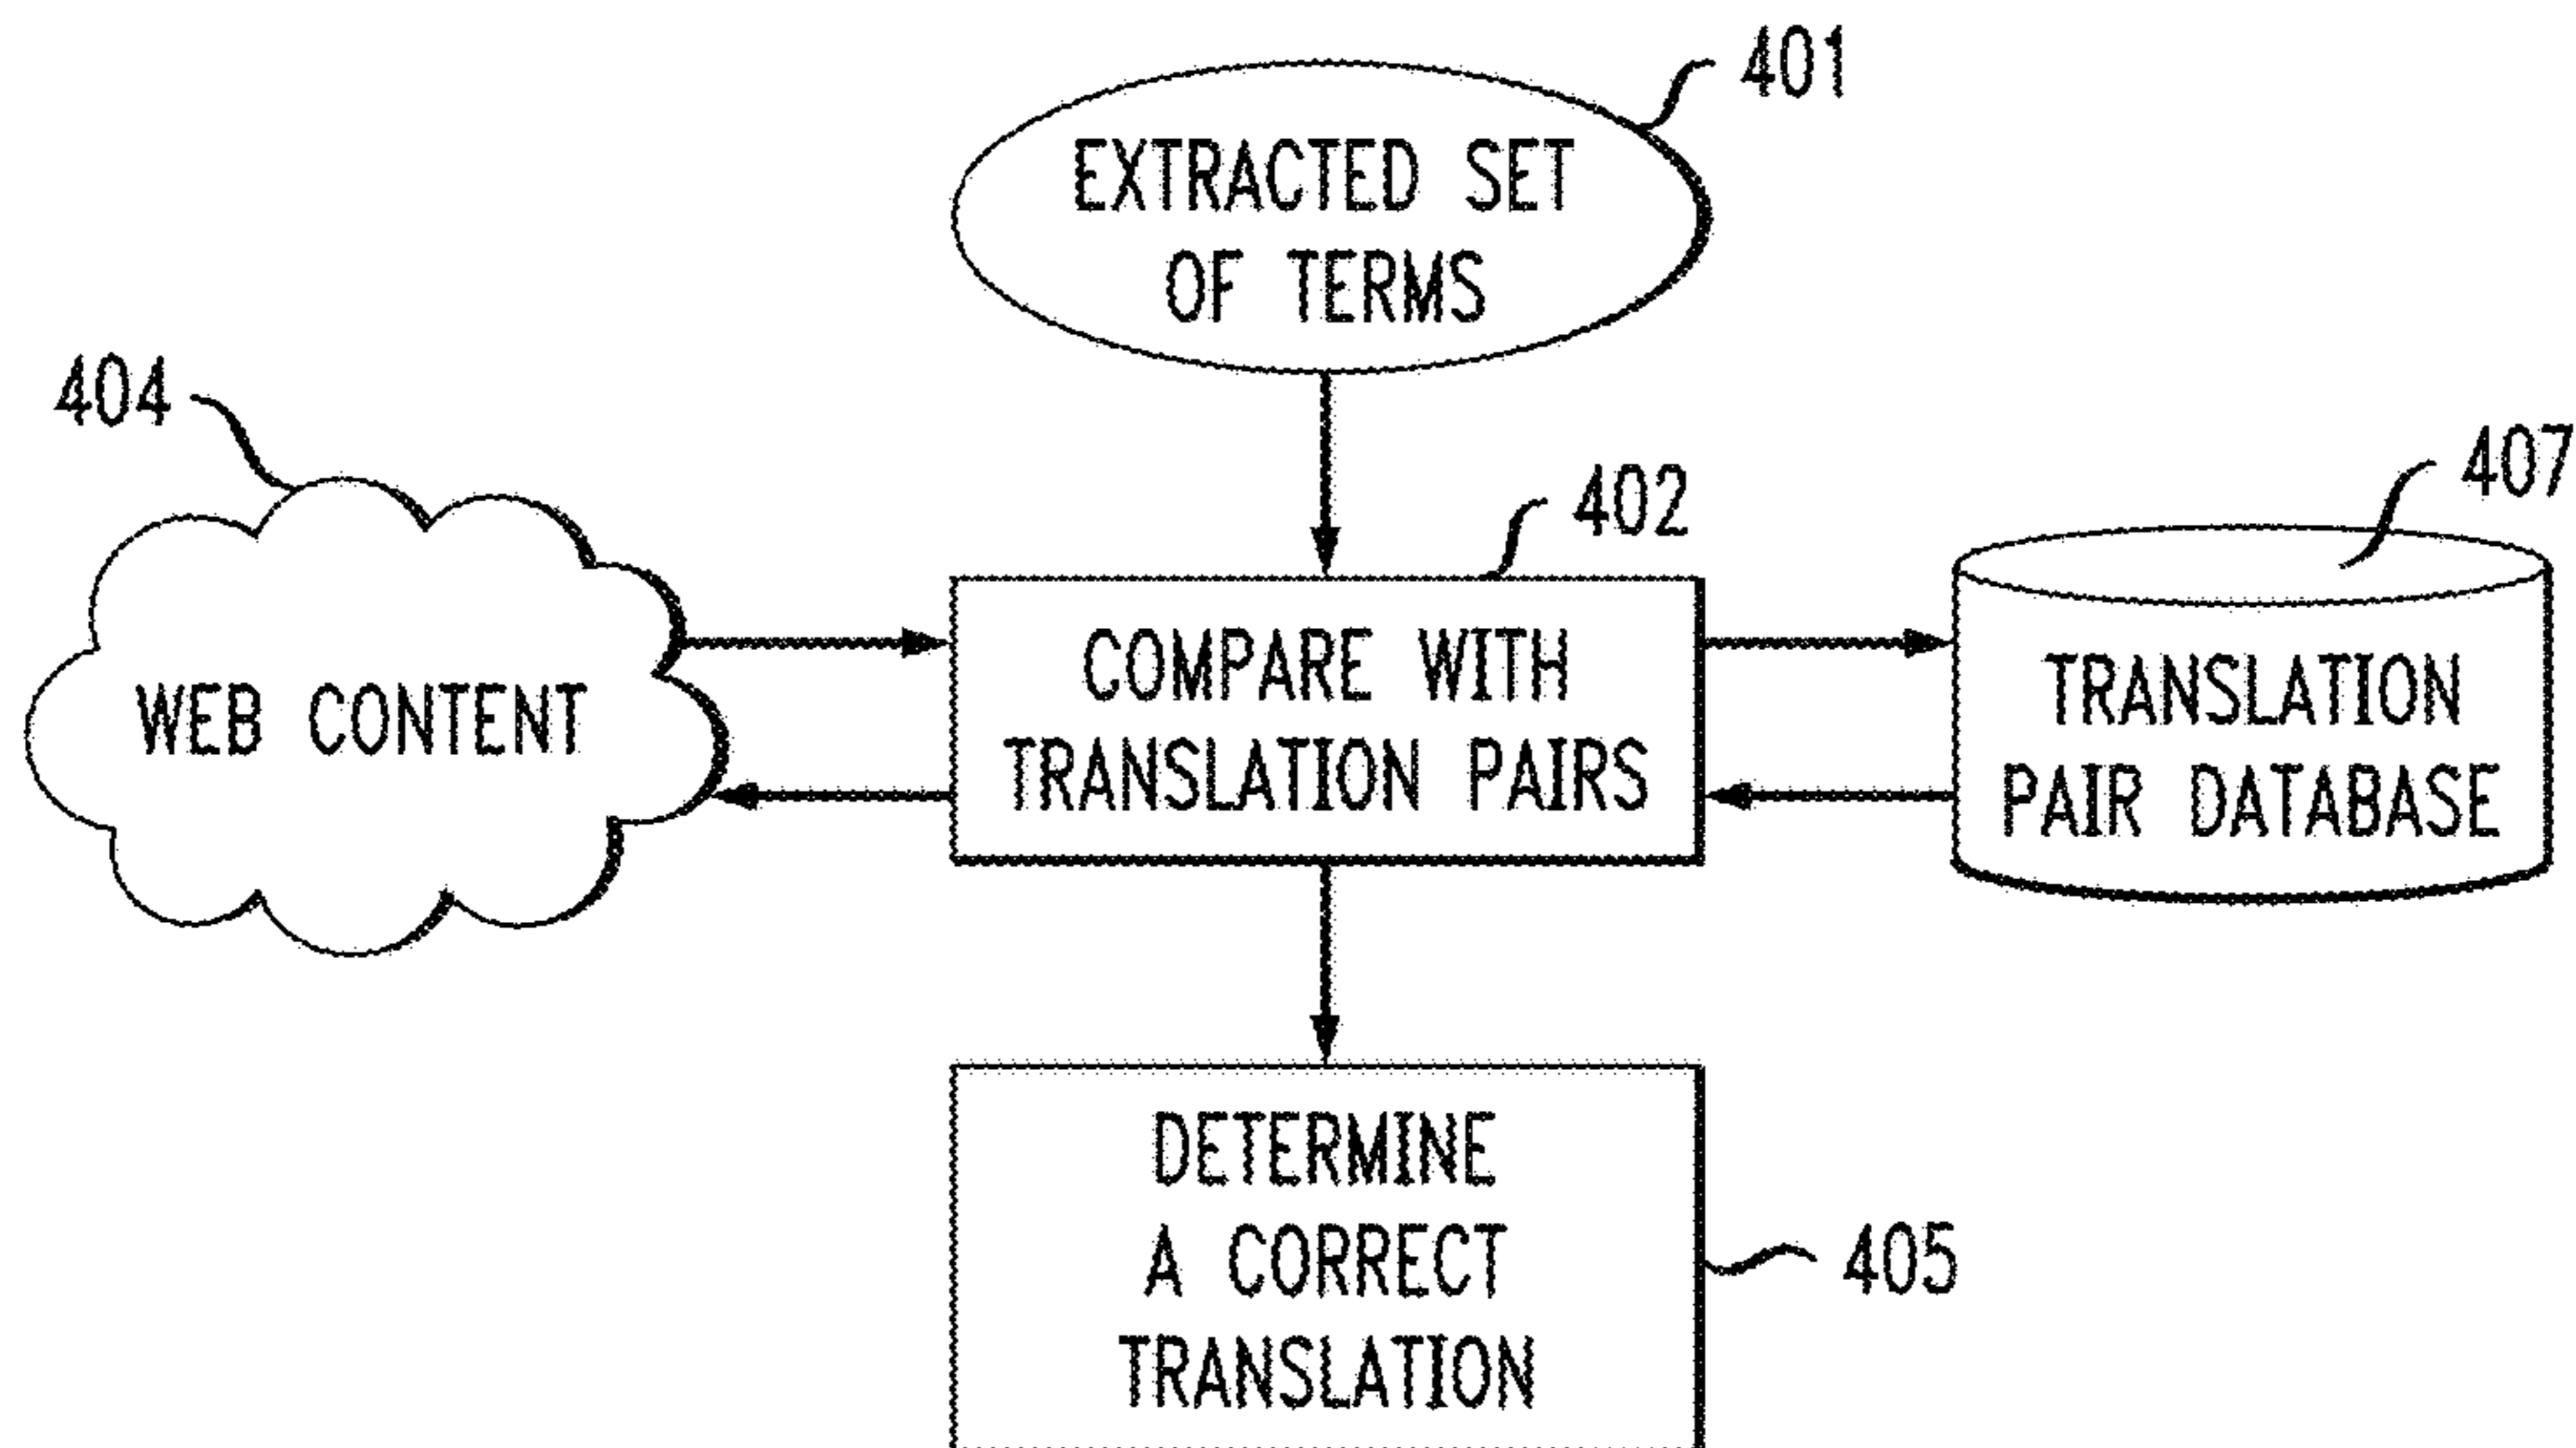 401
EXTRACTED SET
OF TERMS
404
402
407
WEB CONTENT
COMPARE WITH
TRANSLATION PAIRS
TRANSLATION
PAIR DATABASE
DETERMINE
A CORRECT
TRANSLATION
405